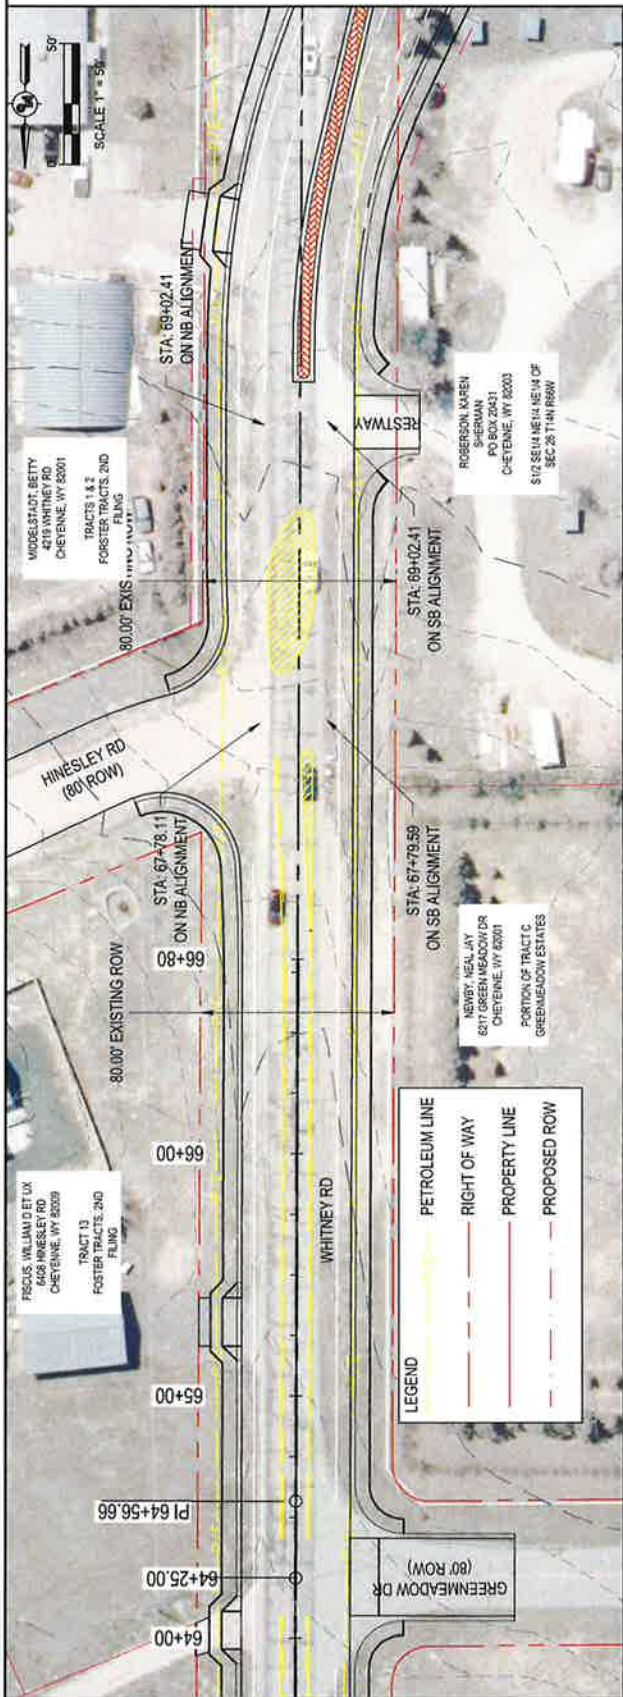 50'
SCALE 1" = 50'
MIDDELSTADT, BETTY
4219 WHITNEY RD
CHEYENNE, WY 82001
TRACTS 1 & 2
FORSTER TRACTS, 2ND
FILING
80.00' EXISTING ROW
STA: 69+02.41
ON NB ALIGNMENT
RESTWAY
ROBERSON, KAREN
SHERMAN
PO BOX 20431
CHEYENNE, WY 82003
S1/2 SE1/4 NE1/4 NE1/4 OF
SEC 26 T14N R66W
STA: 69+02.41
ON SB ALIGNMENT
HINESLEY RD
(80' ROW)
STA: 67+78.11
ON NB ALIGNMENT
STA: 67+79.59
ON SB ALIGNMENT
66+80
80.00' EXISTING ROW
NEWBY, NEAL JAY
6217 GREEN MEADOW DR
CHEYENNE, WY 82001
PORTION OF TRACT C
GREENMEADOW ESTATES
66+00
FISCUS, WILLIAM D ET UX
6408 HINESLEY RD
CHEYENNE, WY 82009
TRACT 13
FOSTER TRACTS, 2ND
FILING
WHITNEY RD
65+00
LEGEND
PETROLEUM LINE
RIGHT OF WAY
PROPERTY LINE
PROPOSED ROW
PI 64+56.66
64+25.00
64+00
GREENMEADOW DR
(80' ROW)